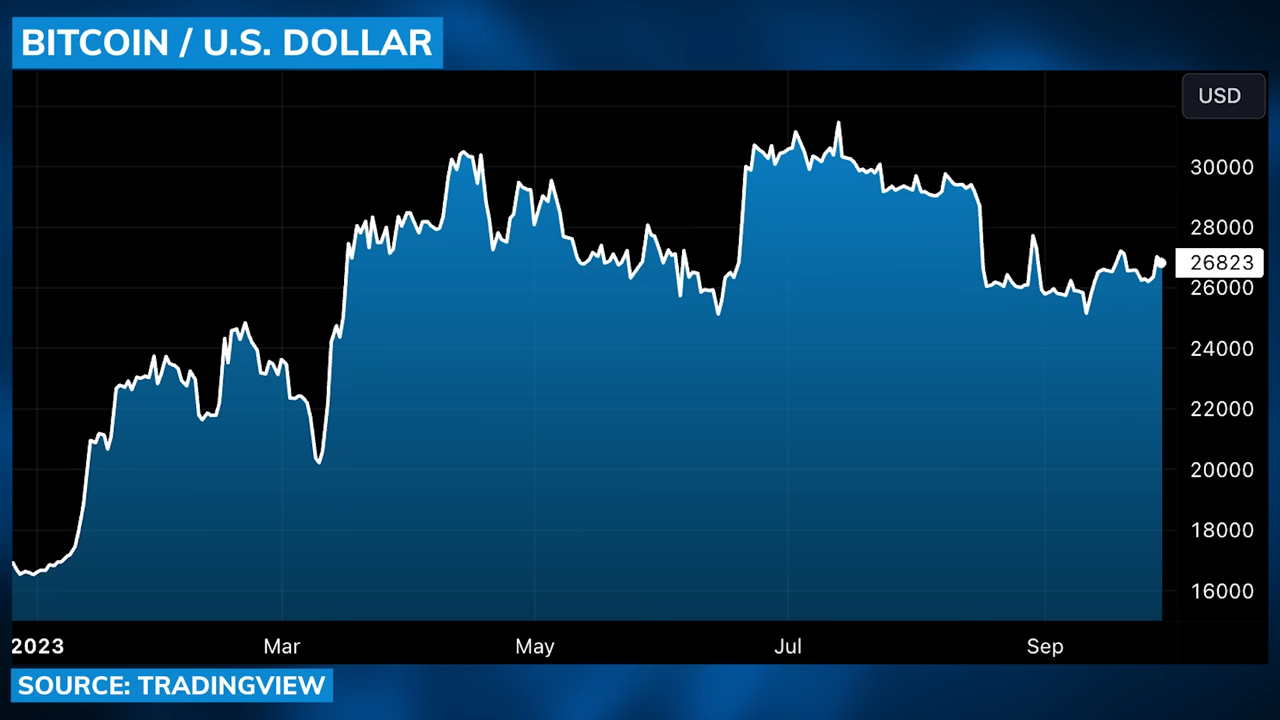 BITCOIN / U.S. DOLLAR
USD
30000
28000
26823
26000
24000
22000
20000
18000
16000
2023 Mar May Jul Sep
SOURCE: TRADINGVIEW